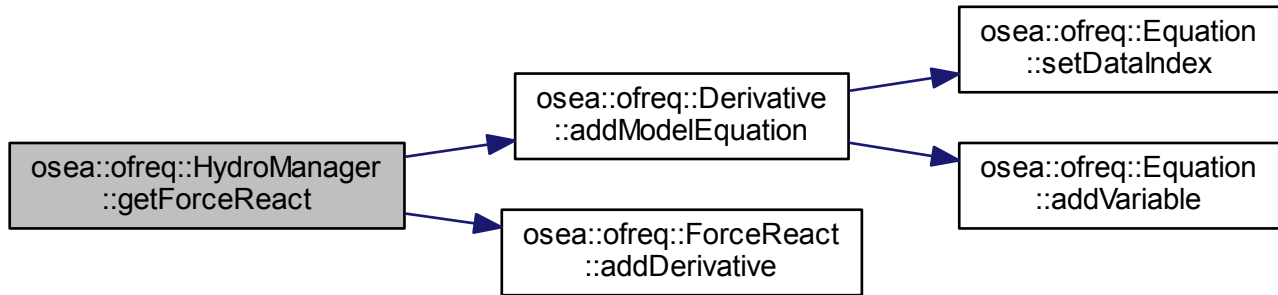 osea::ofreq::HydroManager
::getForceReact
osea::ofreq::Derivative
::addModelEquation
osea::ofreq::ForceReact
::addDerivative
osea::ofreq::Equation
::setDataIndex
osea::ofreq::Equation
::addVariable